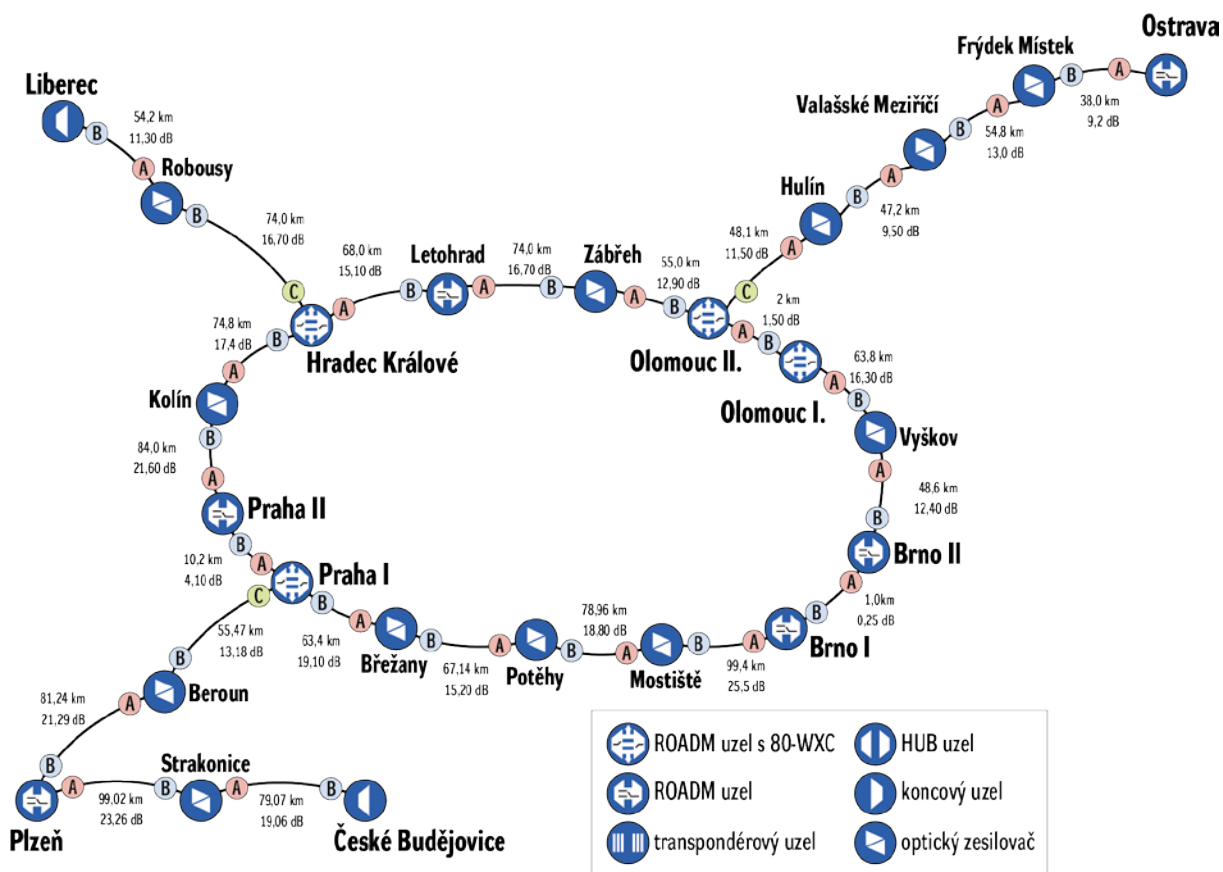 Ostrava
Frýdek Místek
B
A
38,0 km
9,2 dB
Valašské Meziříčí
A
54,8 km
13,0 dB
B
Liberec
B
54,2 km
11,30 dB
A
Robousy
B
Hulín
A
B
47,2 km
9,50 dB
74,0 km
16,70 dB
C
48,1 km
11,50 dB
A
C
68,0 km
15,10 dB
Letohrad
74,0 km
16,70 dB
Zábřeh
55,0 km
12,90 dB
A
B
A
B
A
B
Hradec Králové
74,8 km
17,4 dB
B
A
Kolín
B
84,0 km
21,60 dB
A
Olomouc II.
2 km
1,50 dB
A
B
Olomouc I.
63,8 km
16,30 dB
A
B
Vyškov
A
48,6 km
12,40 dB
B
Praha II
B
10,2 km
4,10 dB
A
Praha I
C
B
Brno II
A
1,0km
0,25 dB
B
Brno I
63,4 km
19,10 dB
A
Břežany
B
67,14 km
15,20 dB
A
Potěhy
B
78,96 km
18,80 dB
A
Mostiště
B
99,4 km
25,5 dB
A
55,47 km
13,18 dB
B
Beroun
A
81,24 km
21,29 dB
B
Plzeň
A
99,02 km
23,26 dB
B
Strakonice
A
79,07 km
19,06 dB
B
České Budějovice
ROADM uzel s 80-WXC
HUB uzel
ROADM uzel
koncový uzel
transpondérový uzel
optický zesilovač